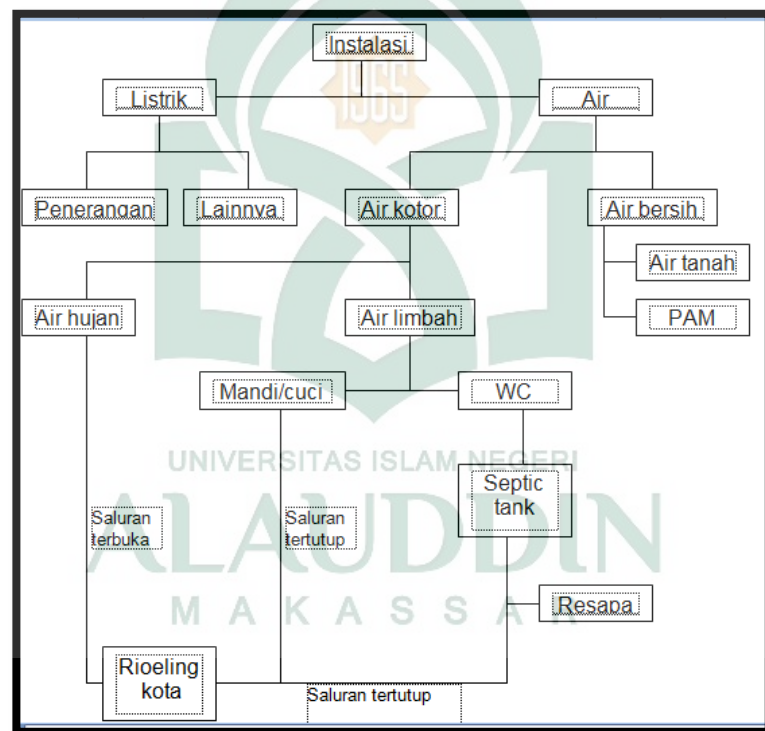 Instalasi
1965
Listrik
Air
Penerangan
Lainnya
Air kotor
Air bersih
Air tanah
Air hujan
Air limbah
PAM
Mandi/cuci
WC
UNIVERSITAS ISLAM NEGERI
Septic
tank
Saluran
terbuka
Saluran
tertutup
ALAUDDIN
MAKASSAR
Resapa
Rioeling
kota
Saluran tertutup